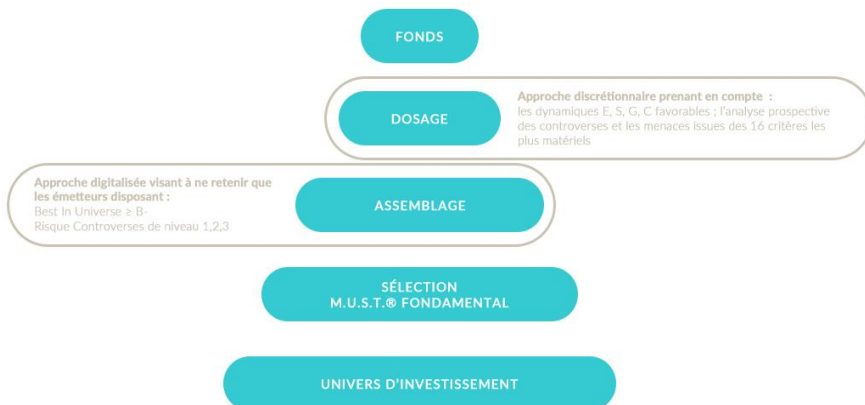 FONDS
DOSAGE
Approche discrétionnaire prenant en compte :
les dynamiques E, S, G, C favorables ; l'analyse prospective
des controverses et les menaces issues des 16 critères les
plus matériels
Approche digitalisée visant à ne retenir que
les émetteurs disposant :
Best In Universe ≥ B-
Risque Controverses de niveau 1,2,3
ASSEMBLAGE
SÉLECTION
M.U.S.T.® FONDAMENTAL
UNIVERS D'INVESTISSEMENT